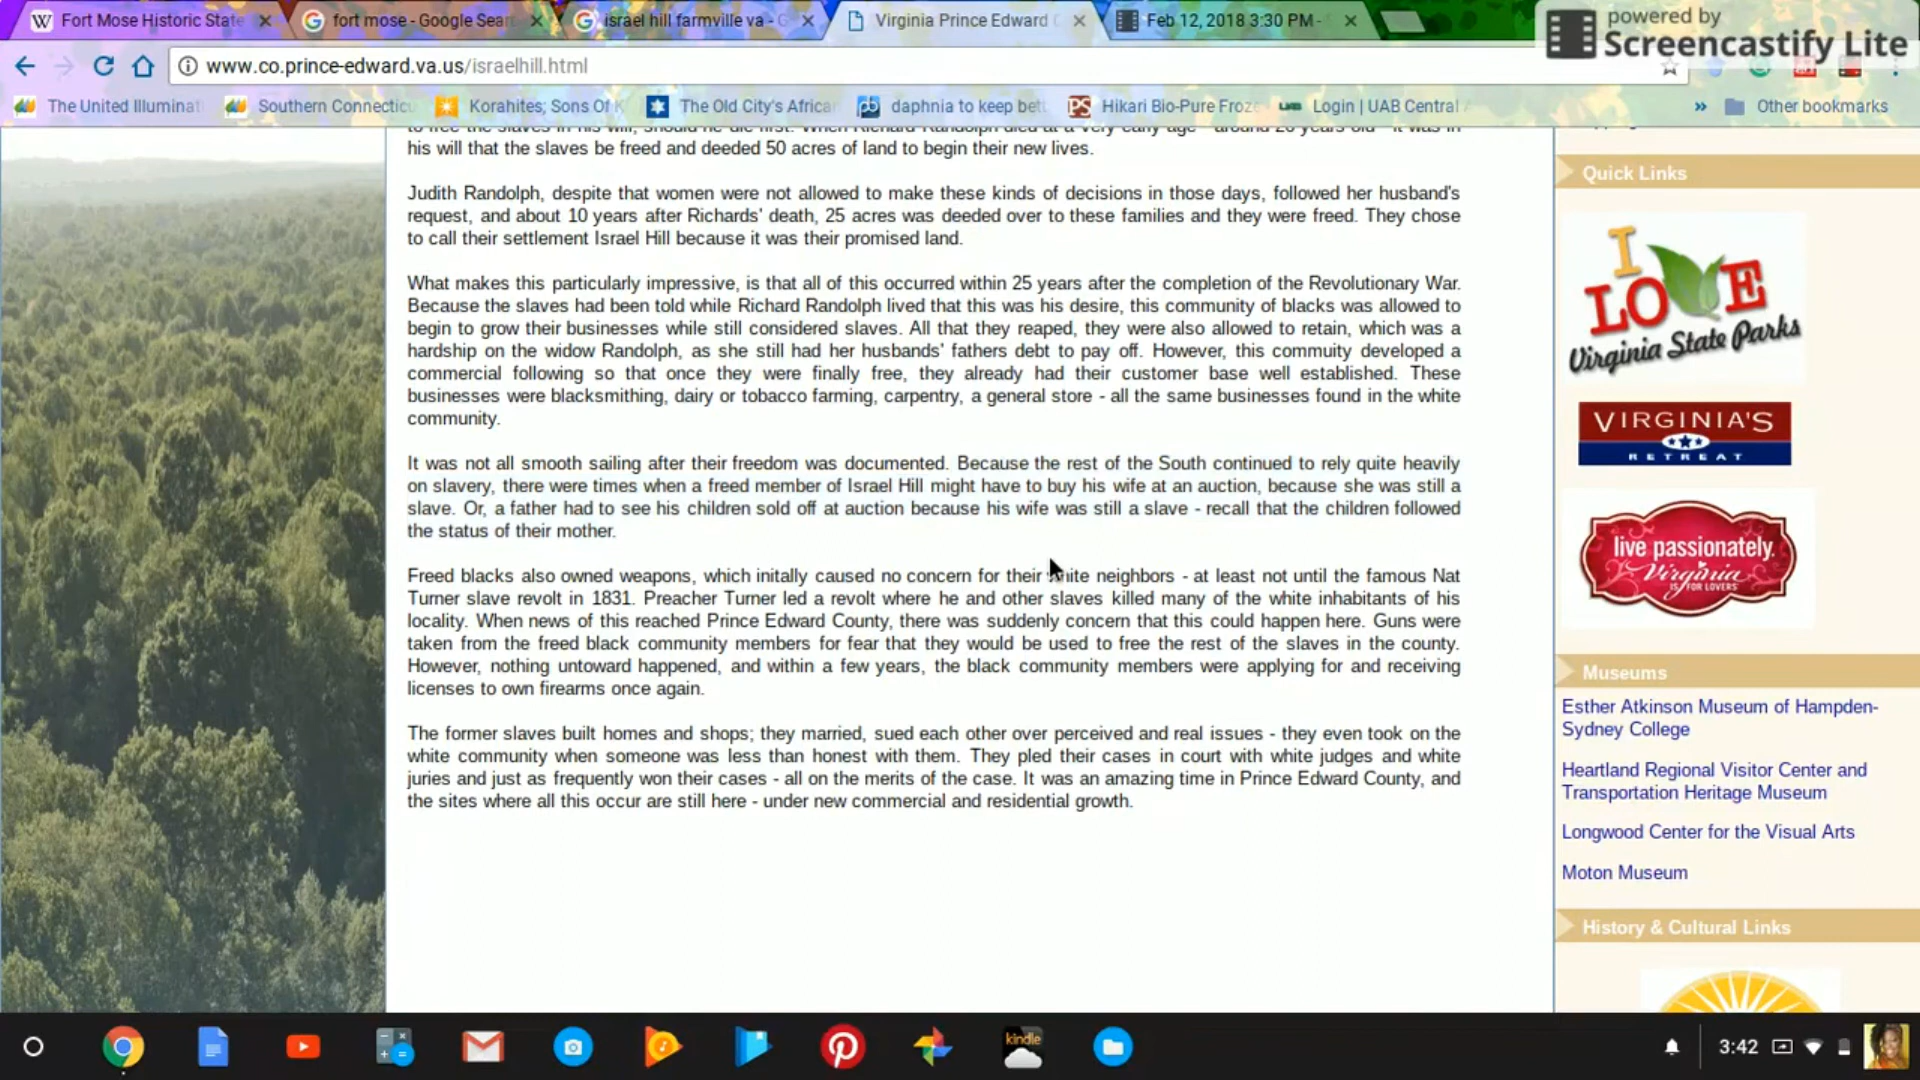 Fort Mose Historic State
fort mose - Google Sear
israel hill farmville va - G
Virginia Prince Edward C
Feb 12, 2018 3:30 PM -
powered by
Screencastify Lite
www.co.prince-edward.va.us/israelhill.html
The United Illuminat
Southern Connectic
Korahites; Sons Of K
The Old City's Africa
daphnia to keep bett
Hikari Bio-Pure Froze
Login | UAB Central
Other bookmarks
to free the slaves in his will, should he die first. When Richard Randolph died at a very early age - around 26 years old - it was in
his will that the slaves be freed and deeded 50 acres of land to begin their new lives.
Judith Randolph, despite that women were not allowed to make these kinds of decisions in those days, followed her husband's
request, and about 10 years after Richards' death, 25 acres was deeded over to these families and they were freed. They chose
to call their settlement Israel Hill because it was their promised land.
What makes this particularly impressive, is that all of this occurred within 25 years after the completion of the Revolutionary War.
Because the slaves had been told while Richard Randolph lived that this was his desire, this community of blacks was allowed to
begin to grow their businesses while still considered slaves. All that they reaped, they were also allowed to retain, which was a
hardship on the widow Randolph, as she still had her husbands' fathers debt to pay off. However, this commuity developed a
commercial following so that once they were finally free, they already had their customer base well established. These
businesses were blacksmithing, dairy or tobacco farming, carpentry, a general store - all the same businesses found in the white
community.
It was not all smooth sailing after their freedom was documented. Because the rest of the South continued to rely quite heavily
on slavery, there were times when a freed member of Israel Hill might have to buy his wife at an auction, because she was still a
slave. Or, a father had to see his children sold off at auction because his wife was still a slave - recall that the children followed
the status of their mother.
Freed blacks also owned weapons, which initally caused no concern for their white neighbors - at least not until the famous Nat
Turner slave revolt in 1831. Preacher Turner led a revolt where he and other slaves killed many of the white inhabitants of his
locality. When news of this reached Prince Edward County, there was suddenly concern that this could happen here. Guns were
taken from the freed black community members for fear that they would be used to free the rest of the slaves in the county.
However, nothing untoward happened, and within a few years, the black community members were applying for and receiving
licenses to own firearms once again.
The former slaves built homes and shops; they married, sued each other over perceived and real issues - they even took on the
white community when someone was less than honest with them. They pled their cases in court with white judges and white
juries and just as frequently won their cases - all on the merits of the case. It was an amazing time in Prince Edward County, and
the sites where all this occur are still here - under new commercial and residential growth.
Quick Links
I
LOVE
Virginia State Parks
VIRGINIA'S
RETREAT
live passionately.
Virginia
IS FOR LOVERS
Museums
Esther Atkinson Museum of Hampden-
Sydney College
Heartland Regional Visitor Center and
Transportation Heritage Museum
Longwood Center for the Visual Arts
Moton Museum
History & Cultural Links
kindle
3:42